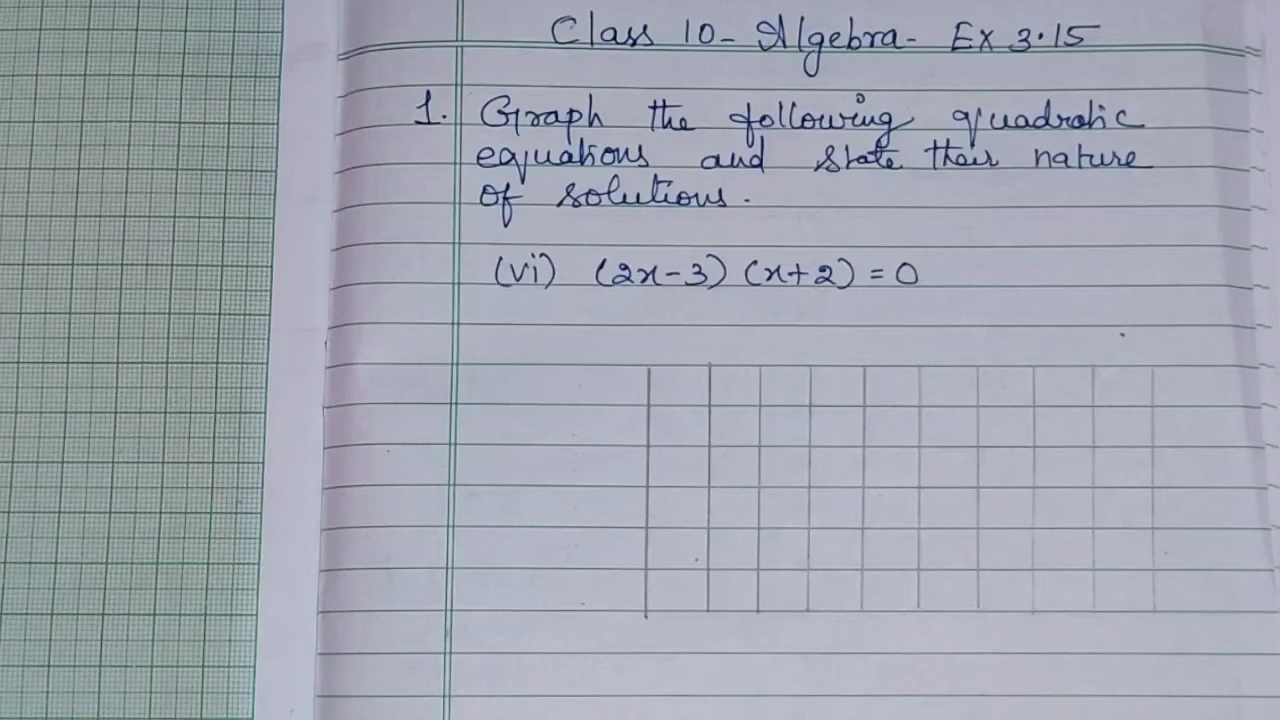 Class 10- Algebra- Ex 3.15
1. Graph the following quadratic
equations and state their nature
of solutions.
(vi) (2x-3) (x+2) = 0